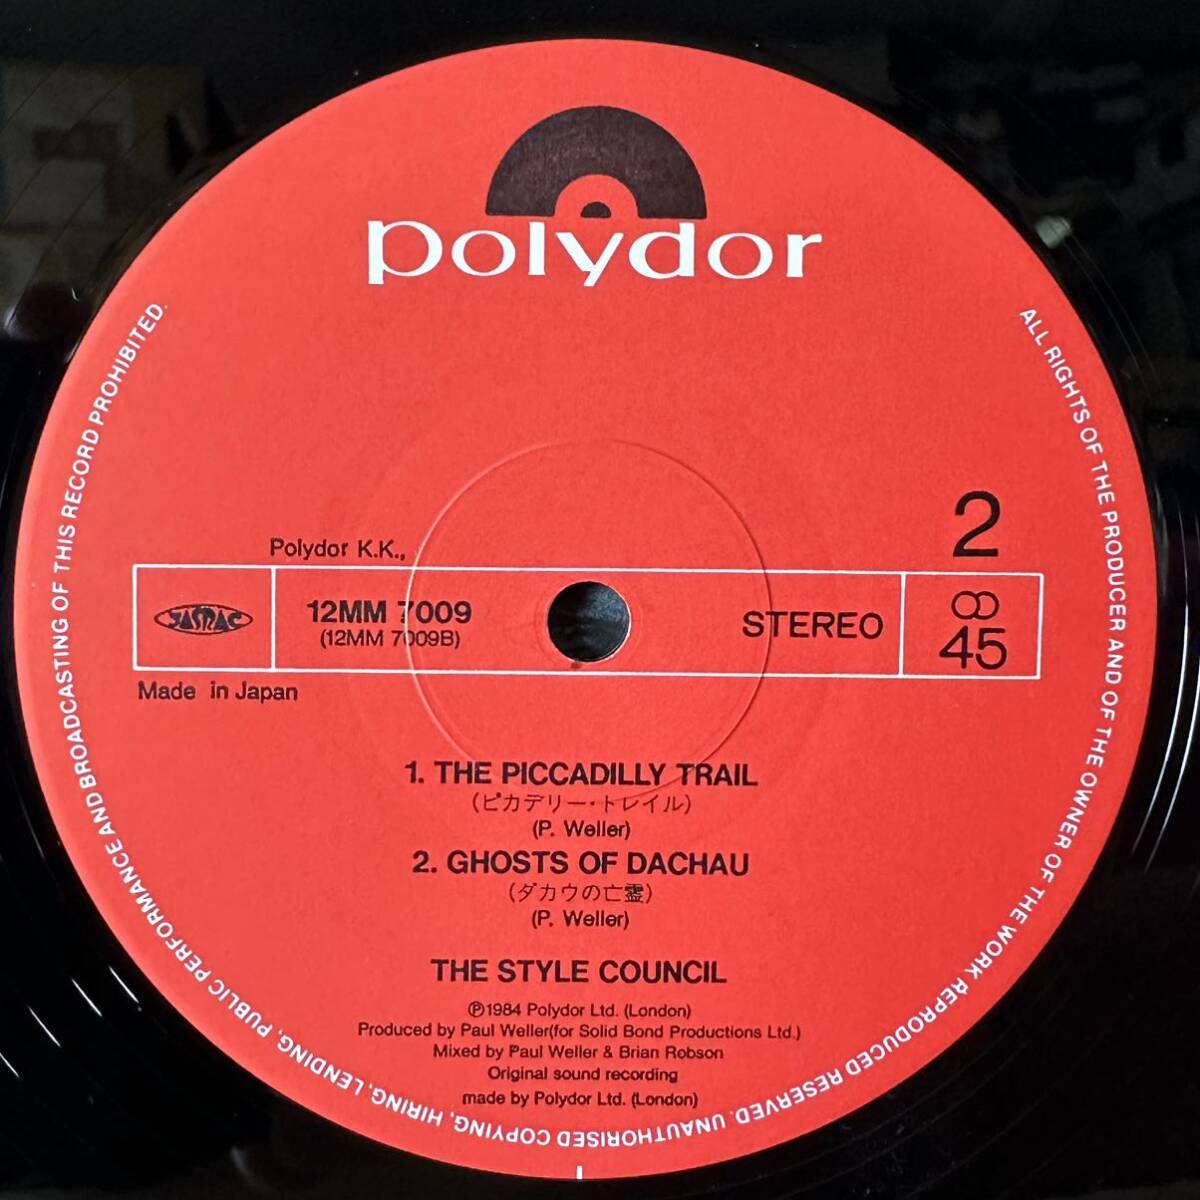 polydor
ALL RIGHTS OF THE PRODUCER AND OF THE OWNER OF THE WORK REPRODUCED RESERVED. UNAUTHORISED COPYING, HIRING, LENDING, PUBLIC PERFORMANCE AND BROADCASTING OF THIS RECORD PROHIBITED.
2
Polydor K.K.,
JASRAC
12MM 7009
(12MM 7009B)
STEREO
45
Made in Japan
1. THE PICCADILLY TRAIL
(ピカデリー・トレイル)
(P. Weller)
2. GHOSTS OF DACHAU
(ダカウの亡霊)
(P. Weller)
THE STYLE COUNCIL
℗1984 Polydor Ltd. (London)
Produced by Paul Weller(for Solid Bond Productions Ltd.)
Mixed by Paul Weller & Brian Robson
Original sound recording
made by Polydor Ltd. (London)